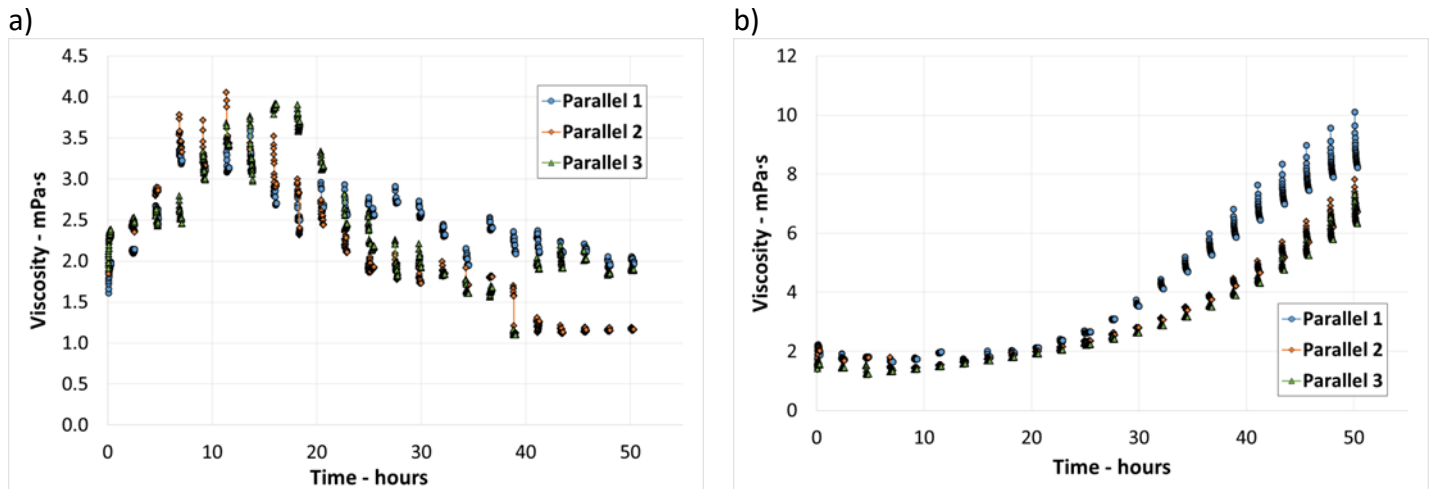 a)
4.5
4.0
3.5
3.0
2.5
2.0
1.5
1.0
0.5
0.0
Viscosity - mPa·s
Parallel 1
Parallel 2
Parallel 3
0 10 20 30 40 50
Time - hours
b)
12
10
8
6
4
2
0
Viscosity - mPa·s
Parallel 1
Parallel 2
Parallel 3
0 10 20 30 40 50
Time - hours